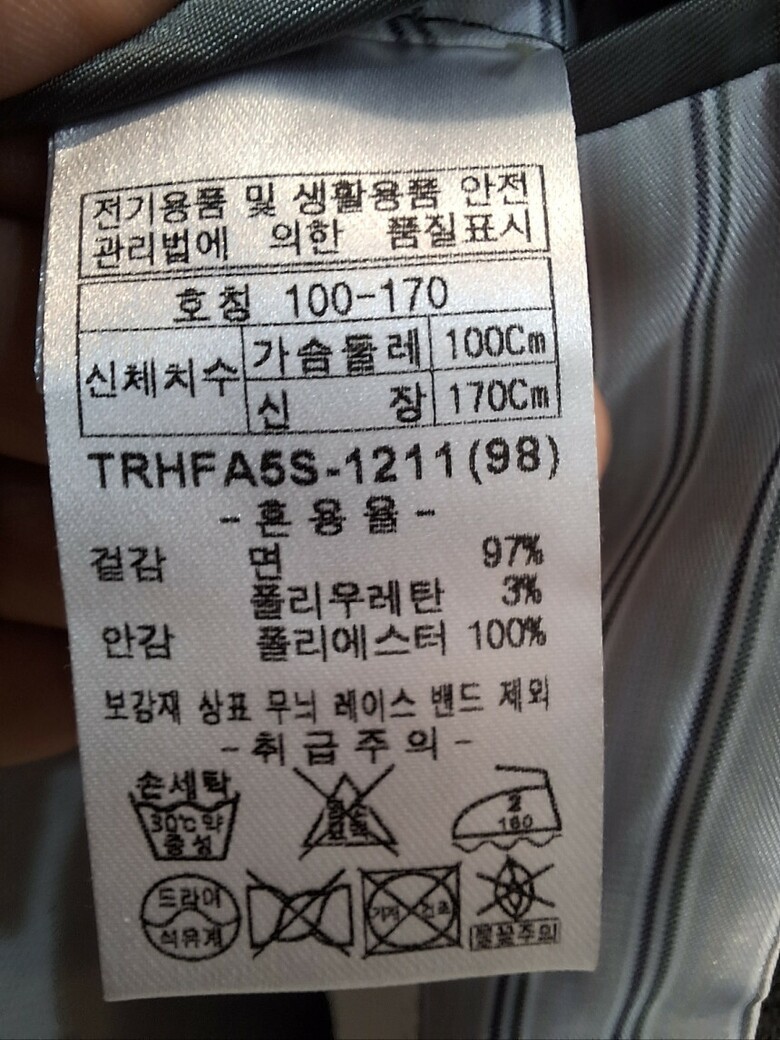 전기용품 및 생활용품 안전
관리법에 의한 품질표시
호칭 100-170
신체치수 가슴둘레 100Cm
신 장 170Cm
TRHFA5S-1211(98)
-혼용율-
겉감 면 97%
폴리우레탄 3%
안감 폴리에스터 100%
보강재 상표 무늬 레이스 밴드 제외
-취급주의-
손세탁
30℃약
중성
2
160
드라이
석유계
기계 건조
불꽃주의